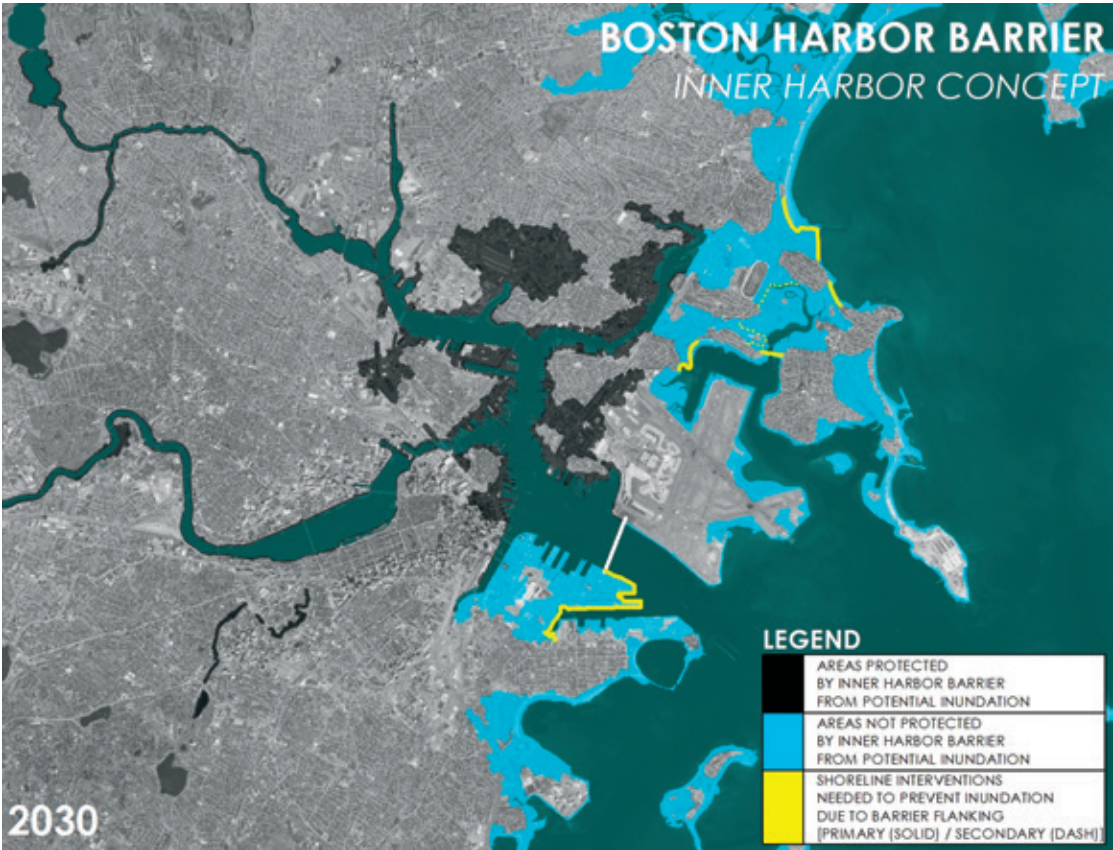 BOSTON HARBOR BARRIER
INNER HARBOR CONCEPT
LEGEND
AREAS PROTECTED
BY INNER HARBOR BARRIER
FROM POTENTIAL INUNDATION
AREAS NOT PROTECTED
BY INNER HARBOR BARRIER
FROM POTENTIAL INUNDATION
SHORELINE INTERVENTIONS
NEEDED TO PREVENT INUNDATION
DUE TO BARRIER FLANKING
[PRIMARY (SOLID) / SECONDARY (DASH)]
2030